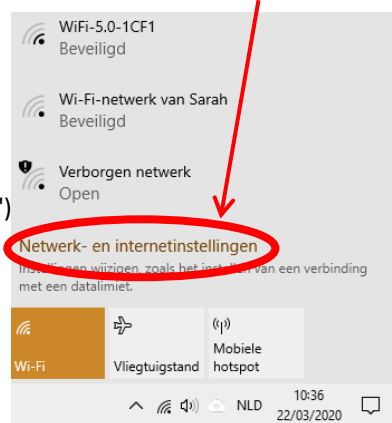 WiFi-5.0-1CF1
Beveiligd
Wi-Fi-netwerk van Sarah
Beveiligd
Verborgen netwerk
Open
")
Netwerk- en internetinstellingen
Instellingen wijzigen, zoals het instellen van een verbinding
met een datalimiet.
Wi-Fi
Vliegtuigstand
Mobiele
hotspot
NLD
10:36
22/03/2020